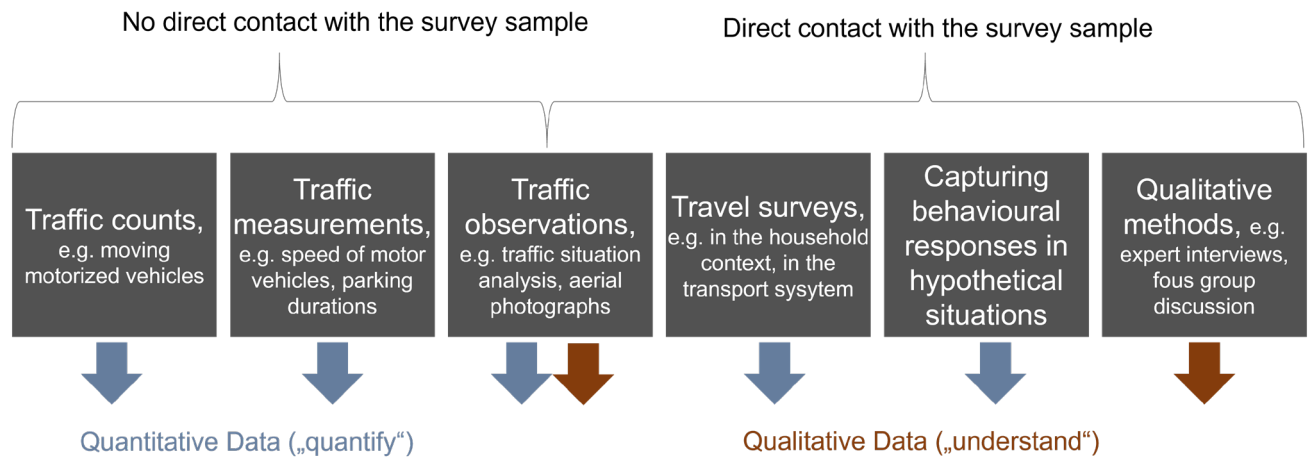 No direct contact with the survey sample
Direct contact with the survey sample
Traffic counts,
e.g. moving
motorized vehicles
Traffic
measurements,
e.g. speed of motor
vehicles, parking
durations
Traffic
observations,
e.g. traffic situation
analysis, aerial
photographs
Travel surveys,
e.g. in the household
context, in the
transport sysytem
Capturing
behavioural
responses in
hypothetical
situations
Qualitative
methods, e.g.
expert interviews,
fous group
discussion
Quantitative Data („quantify“)
Qualitative Data („understand“)